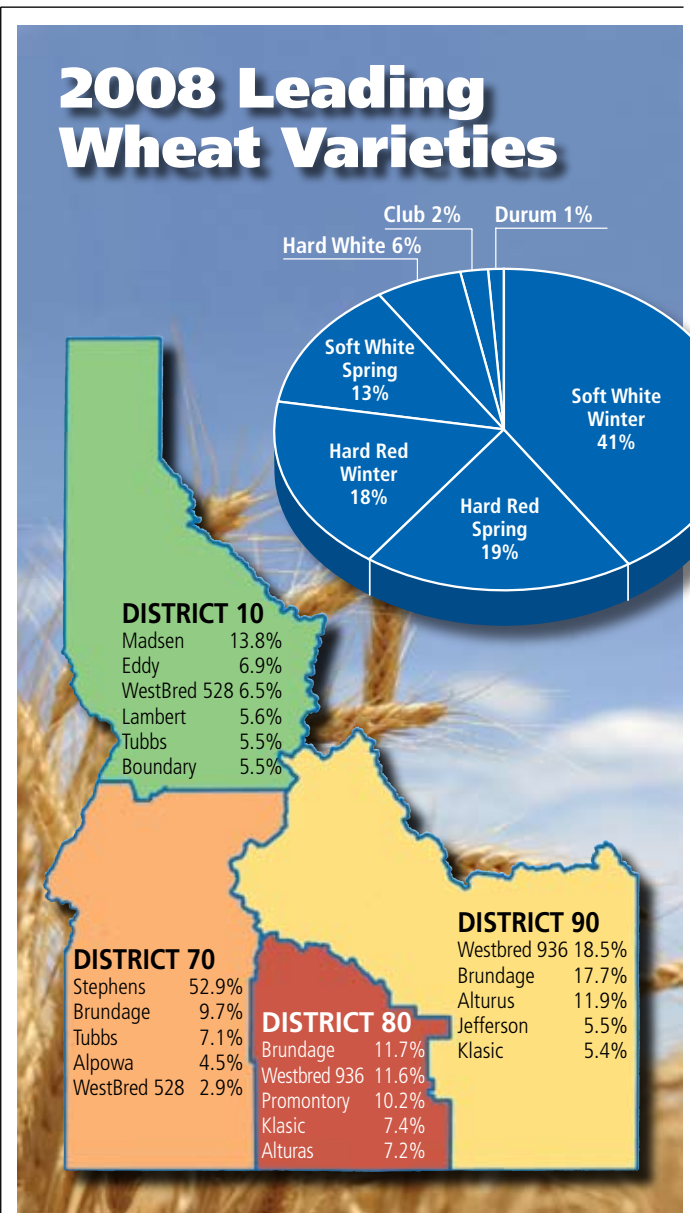 2008 Leading
Wheat Varieties
Club 2%
Durum 1%
Hard White 6%
Soft White
Spring
13%
Soft White
Winter
41%
Hard Red
Winter
18%
Hard Red
Spring
19%
DISTRICT 10
Madsen 13.8%
Eddy 6.9%
WestBred 528 6.5%
Lambert 5.6%
Tubbs 5.5%
Boundary 5.5%
DISTRICT 70
Stephens 52.9%
Brundage 9.7%
Tubbs 7.1%
Alpowa 4.5%
WestBred 528 2.9%
DISTRICT 80
Brundage 11.7%
Westbred 936 11.6%
Promontory 10.2%
Klasic 7.4%
Alturas 7.2%
DISTRICT 90
Westbred 936 18.5%
Brundage 17.7%
Alturus 11.9%
Jefferson 5.5%
Klasic 5.4%